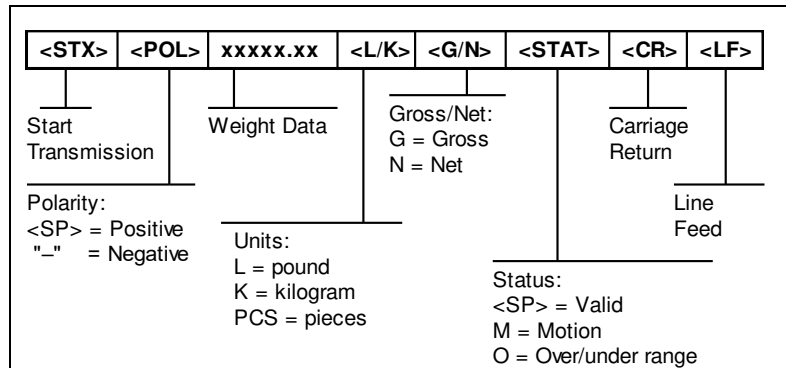 <STX> <POL> xxxxx.xx <L/K> <G/N> <STAT> <CR> <LF>
Start
Transmission
Weight Data
Gross/Net:
G = Gross
N = Net
Carriage
Return
Polarity:
<SP> = Positive
"–" = Negative
Units:
L = pound
K = kilogram
PCS = pieces
Line
Feed
Status:
<SP> = Valid
M = Motion
O = Over/under range